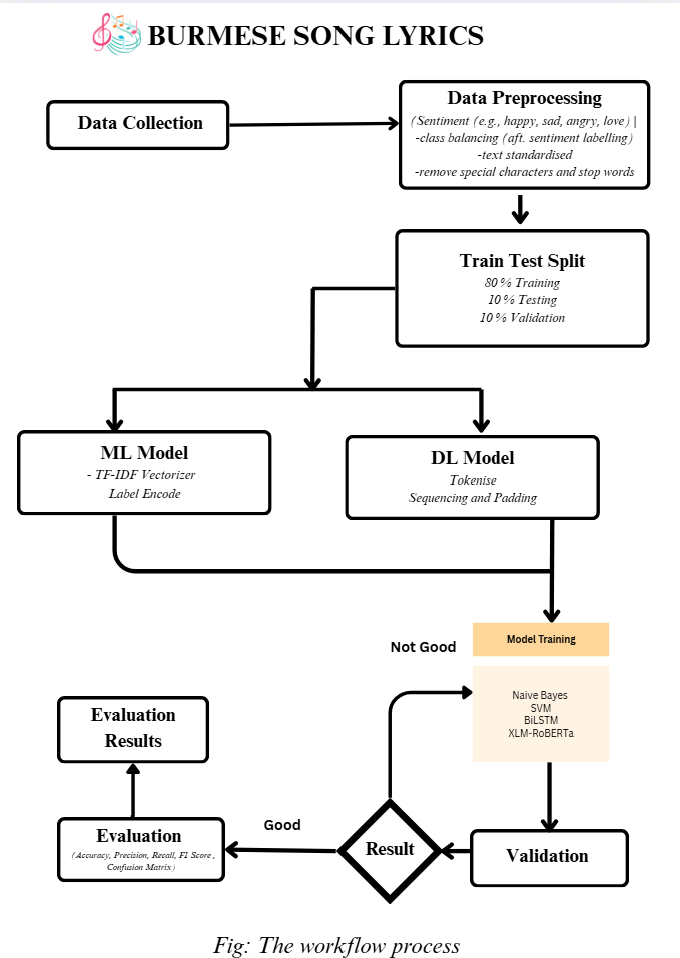 BURMESE SONG LYRICS
Data Collection
Data Preprocessing
(Sentiment (e.g., happy, sad, angry, love) |
-class balancing (aft. sentiment labelling)
-text standardised
-remove special characters and stop words
Train Test Split
80% Training
10% Testing
10% Validation
ML Model
- TF-IDF Vectorizer
Label Encode
DL Model
Tokenise
Sequencing and Padding
Not Good
Model Training
Naive Bayes
SVM
BiLSTM
XLM-RoBERTa
Evaluation
Results
Good
Evaluation
(Accuracy, Precision, Recall, F1 Score,
Confusion Matrix)
Result
Validation
Fig: The workflow process